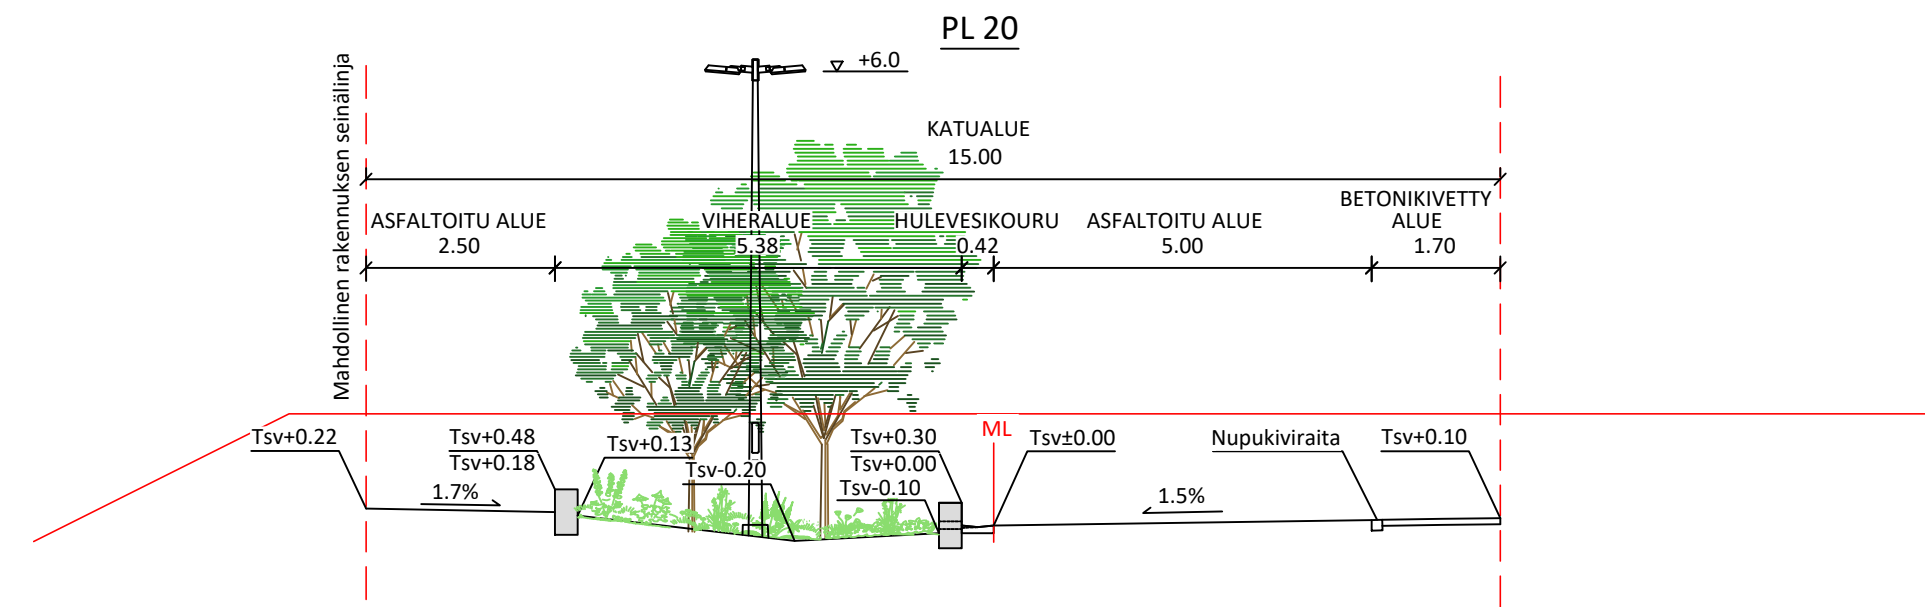 PL 20
+6.0
Mahdollinen rakennuksen seinälinja
KATUALUE
15.00
ASFALTOITU ALUE
2.50
VIHERALUE
5.38
HULEVESIKOURU
0.42
ASFALTOITU ALUE
5.00
BETONIKIVETTY
ALUE
1.70
Tsv+0.22
Tsv+0.48
Tsv+0.18
1.7%
Tsv+0.13
Tsv-0.20
Tsv+0.30
Tsv+0.00
Tsv-0.10
ML
Tsv±0.00
1.5%
Nupukiviraita
Tsv+0.10